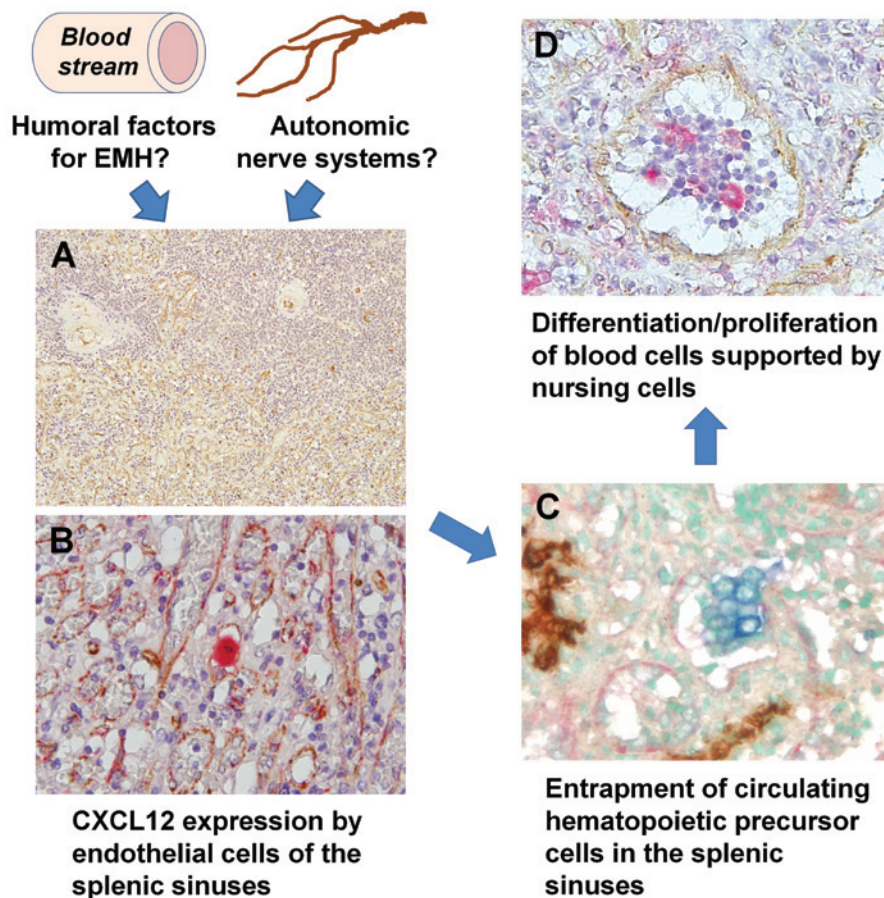 Blood
stream
Humoral factors
for EMH?
Autonomic
nerve systems?
A
B
CXCL12 expression by
endothelial cells of the
splenic sinuses
C
Entrapment of circulating
hematopoietic precursor
cells in the splenic
sinuses
D
Differentiation/proliferation
of blood cells supported by
nursing cells